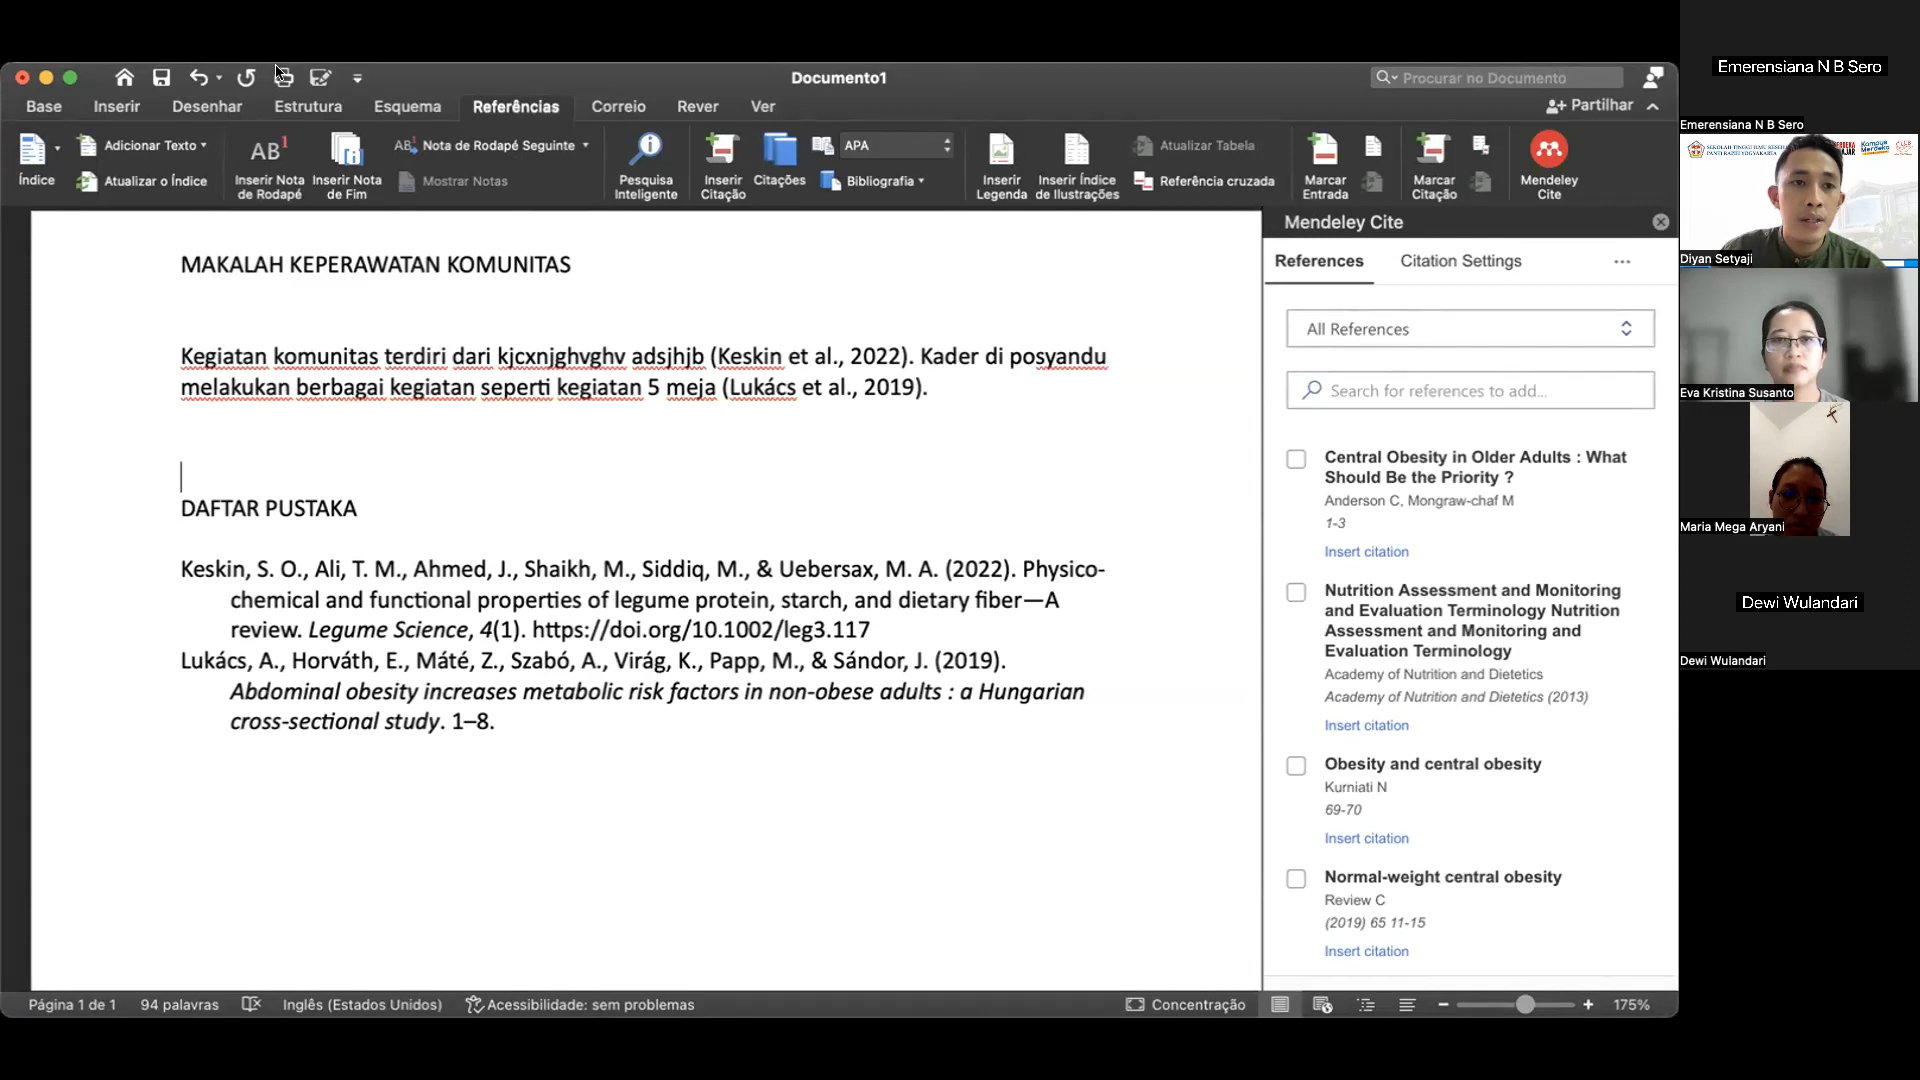 Documento1
Procurar no Documento
Base Inserir Desenhar Estrutura Esquema Referências Correio Rever Ver
Partilhar
Índice
Adicionar Texto
Atualizar o Índice
AB¹
Inserir Nota
de Rodapé
Inserir Nota
de Fim
AB Nota de Rodapé Seguinte
Mostrar Notas
Pesquisa
Inteligente
Inserir
Citação
Citações
APA
Bibliografia
Inserir
Legenda
Inserir Índice
de Ilustrações
Atualizar Tabela
Referência cruzada
Marcar
Entrada
Marcar
Citação
Mendeley
Cite
MAKALAH KEPERAWATAN KOMUNITAS
Kegiatan komunitas terdiri dari kjcxnjghvghv adsjhjb (Keskin et al., 2022). Kader di posyandu
melakukan berbagai kegiatan seperti kegiatan 5 meja (Lukács et al., 2019).
DAFTAR PUSTAKA
Keskin, S. O., Ali, T. M., Ahmed, J., Shaikh, M., Siddiq, M., & Uebersax, M. A. (2022). Physico-
chemical and functional properties of legume protein, starch, and dietary fiber—A
review. Legume Science, 4(1). https://doi.org/10.1002/leg3.117
Lukács, A., Horváth, E., Máté, Z., Szabó, A., Virág, K., Papp, M., & Sándor, J. (2019).
Abdominal obesity increases metabolic risk factors in non-obese adults : a Hungarian
cross-sectional study. 1–8.
Mendeley Cite
References Citation Settings
All References
Search for references to add...
Central Obesity in Older Adults : What
Should Be the Priority ?
Anderson C, Mongraw-chaf M
1-3
Insert citation
Nutrition Assessment and Monitoring
and Evaluation Terminology Nutrition
Assessment and Monitoring and
Evaluation Terminology
Academy of Nutrition and Dietetics
Academy of Nutrition and Dietetics (2013)
Insert citation
Obesity and central obesity
Kurniati N
69-70
Insert citation
Normal-weight central obesity
Review C
(2019) 65 11-15
Insert citation
Página 1 de 1 94 palavras Inglês (Estados Unidos) Acessibilidade: sem problemas Concentração 175%
Emerensiana N B Sero
Emerensiana N B Sero
SEKOLAH TINGGI ILMU
PANTI RAPIH YOGYAKARTA
Kampus
Merdeka
Diyan Setyaji
Eva Kristina Susanto
Maria Mega Aryani
Dewi Wulandari
Dewi Wulandari